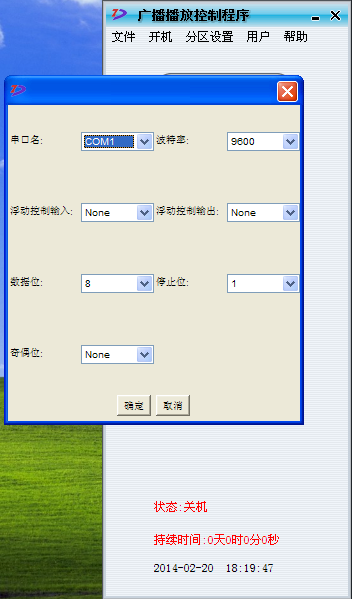 广播播放控制程序
文件 开机 分区设置 用户 帮助
串口名: COM1 波特率: 9600
浮动控制输入: None 浮动控制输出: None
数据位: 8 停止位: 1
奇偶位: None
确定 取消
状态:关机
持续时间:0天0时0分0秒
2014-02-20 18:19:47